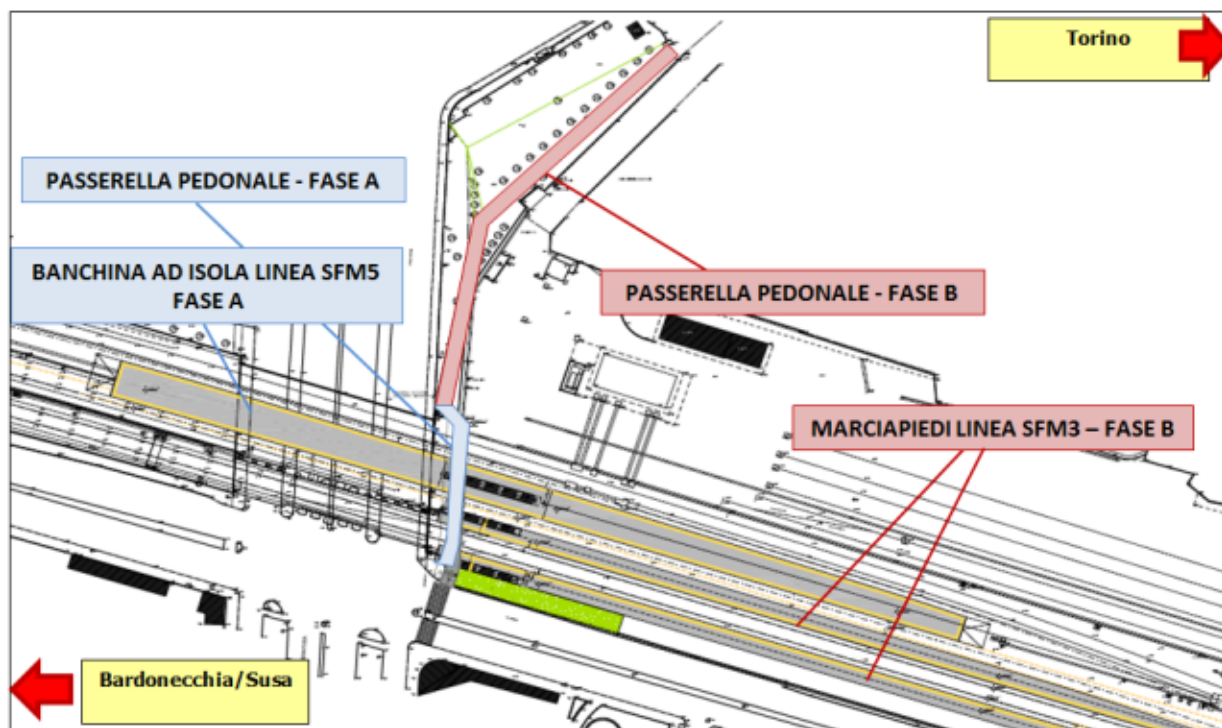 Torino
PASSERELLA PEDONALE - FASE A
BANCHINA AD ISOLA LINEA SFM5
FASE A
PASSERELLA PEDONALE - FASE B
MARCIAPIEDI LINEA SFM3 – FASE B
Bardonecchia/Susa